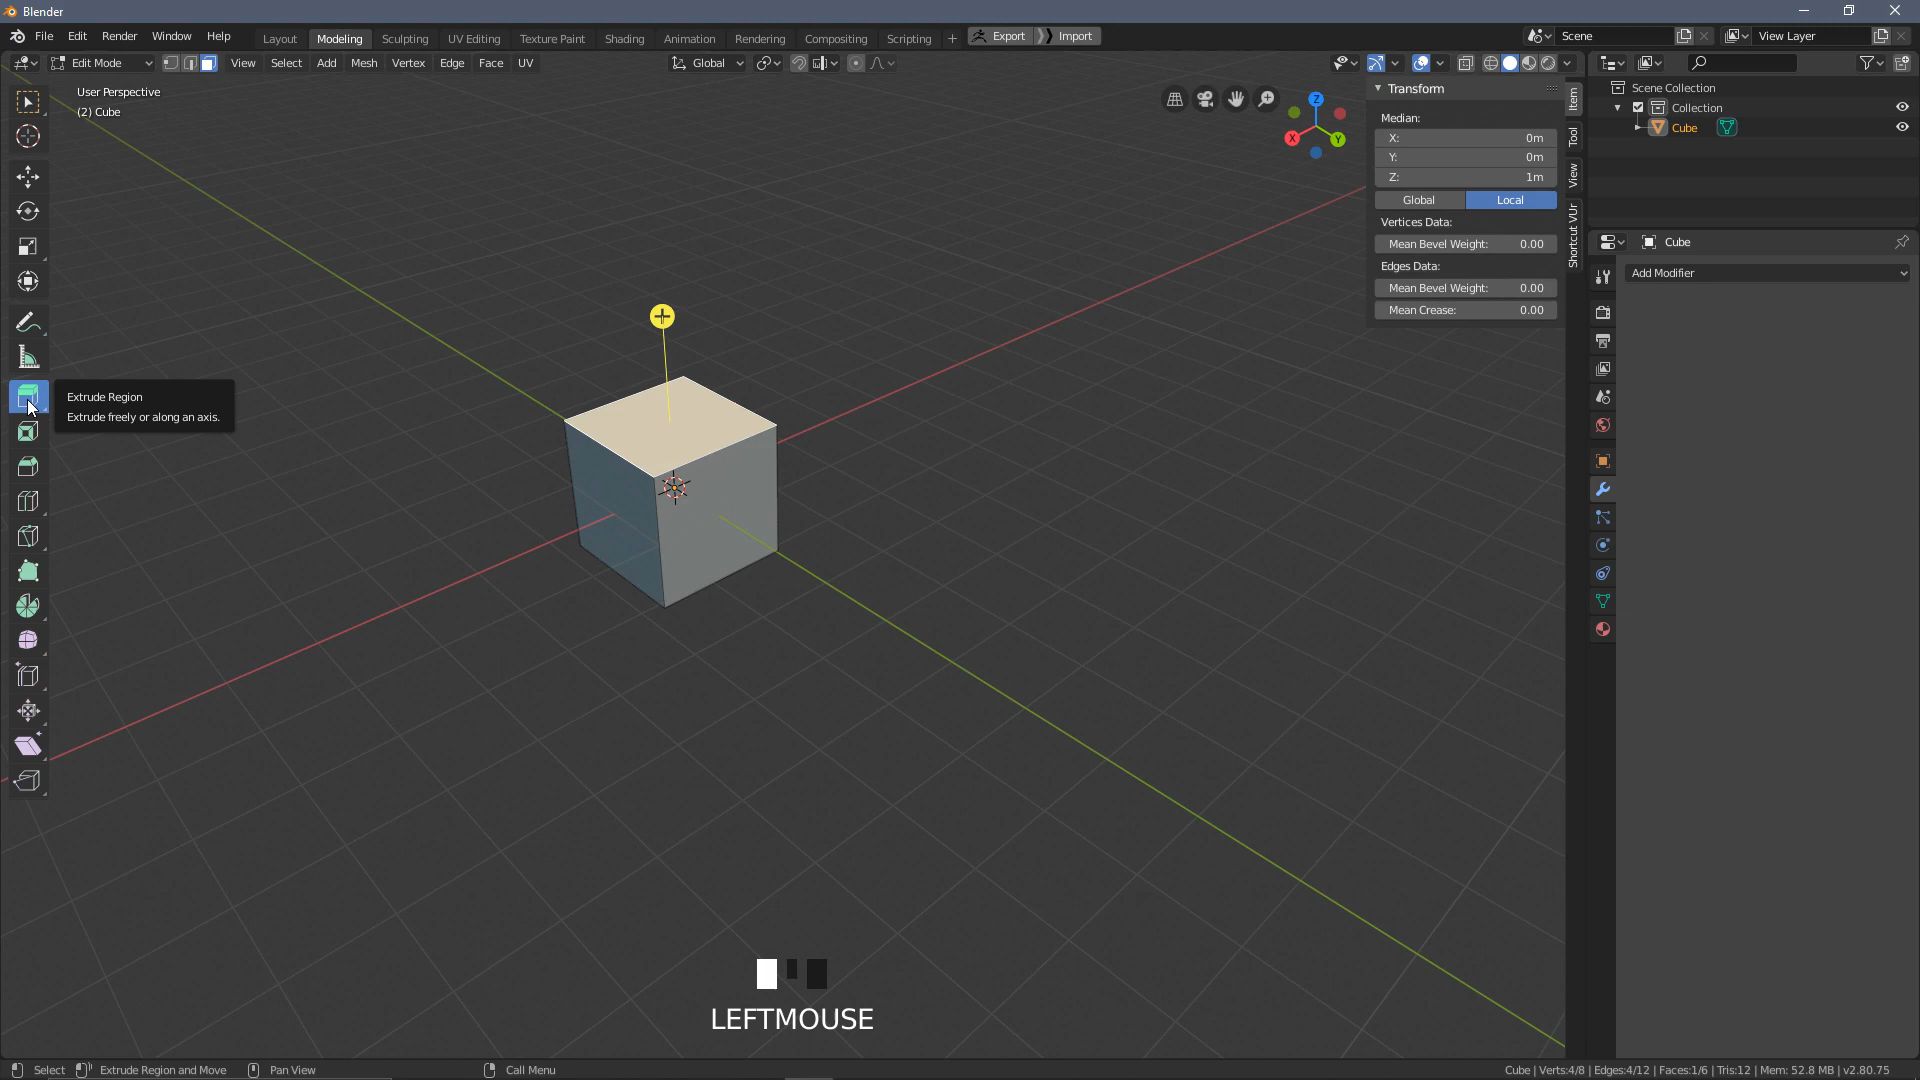 Blender
File Edit Render Window Help Layout Modeling Sculpting UV Editing Texture Paint Shading Animation Rendering Compositing Scripting + Export Import Scene View Layer
Edit Mode View Select Add Mesh Vertex Edge Face UV Global
User Perspective
(2) Cube
Z
X
Y
Transform
Median:
X: 0m
Y: 0m
Z: 1m
Global Local
Vertices Data:
Mean Bevel Weight: 0.00
Edges Data:
Mean Bevel Weight: 0.00
Mean Crease: 0.00
Item
Tool
View
Shortcut VUr
Scene Collection
Collection
Cube
Cube
Add Modifier
Extrude Region
Extrude freely or along an axis.
LEFTMOUSE
Select Extrude Region and Move Pan View Call Menu Cube | Verts:4/8 | Edges:4/12 | Faces:1/6 | Tris:12 | Mem: 52.8 MB | v2.80.75